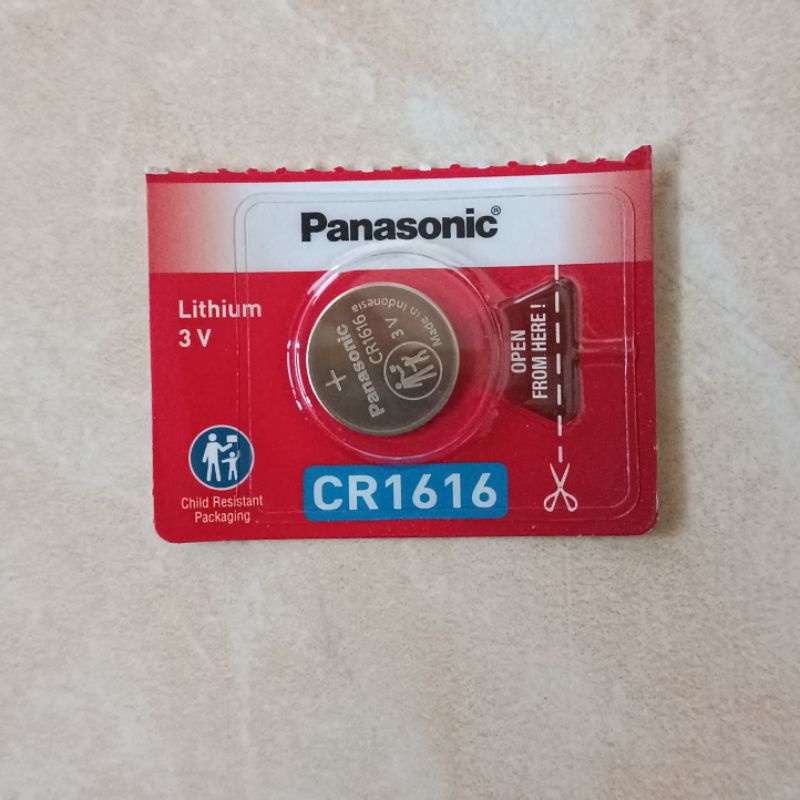 Panasonic®
Lithium
3 V
Made in Indonesia
3 V
CR1616
Panasonic
+
OPEN
FROM HERE !
Child Resistant
Packaging
CR1616